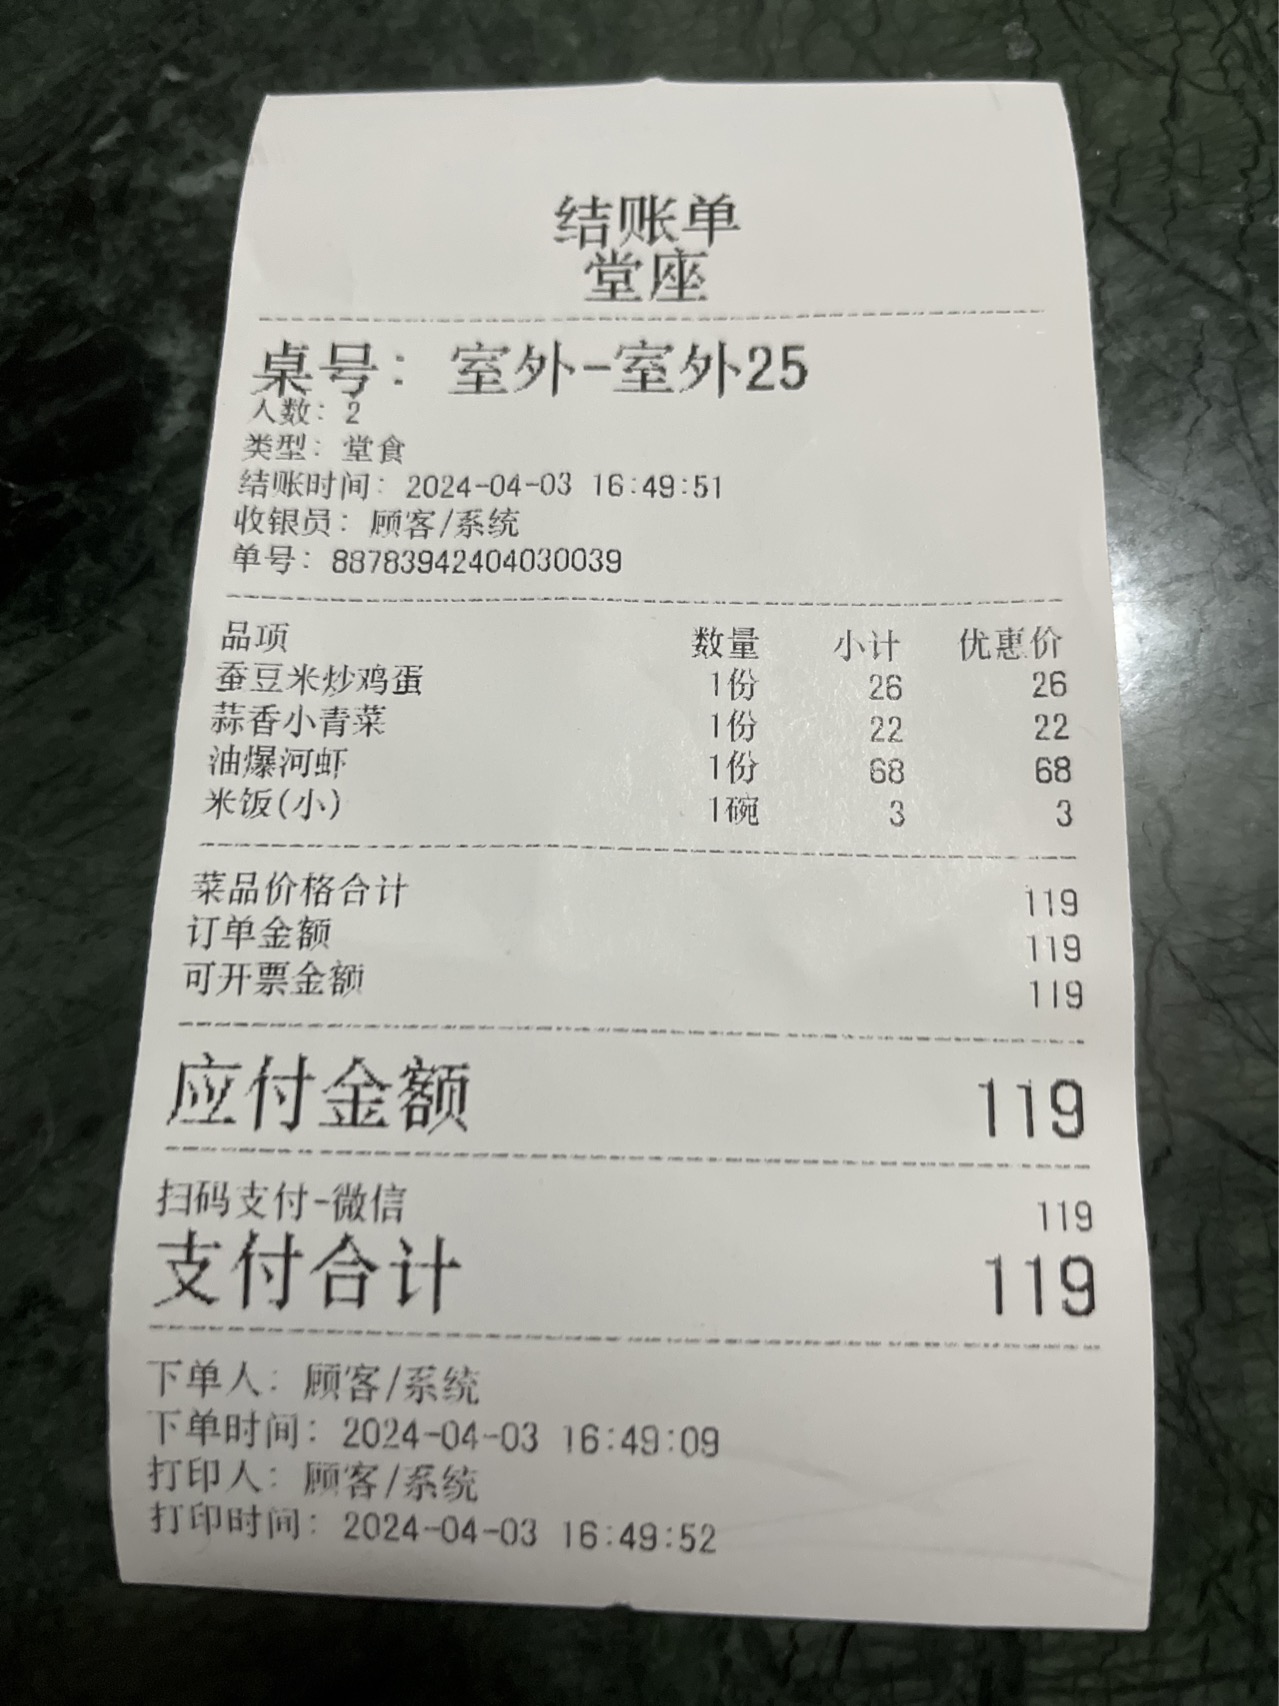 结账单
堂座
桌号: 室外-室外25
人数: 2
类型: 堂食
结账时间: 2024-04-03 16:49:51
收银员: 顾客/系统
单号: 88783942404030039
品项 数量 小计 优惠价
蚕豆米炒鸡蛋 1份 26 26
蒜香小青菜 1份 22 22
油爆河虾 1份 68 68
米饭(小) 1碗 3 3
菜品价格合计 119
订单金额 119
可开票金额 119
应付金额 119
扫码支付-微信 119
支付合计 119
下单人: 顾客/系统
下单时间: 2024-04-03 16:49:09
打印人: 顾客/系统
打印时间: 2024-04-03 16:49:52